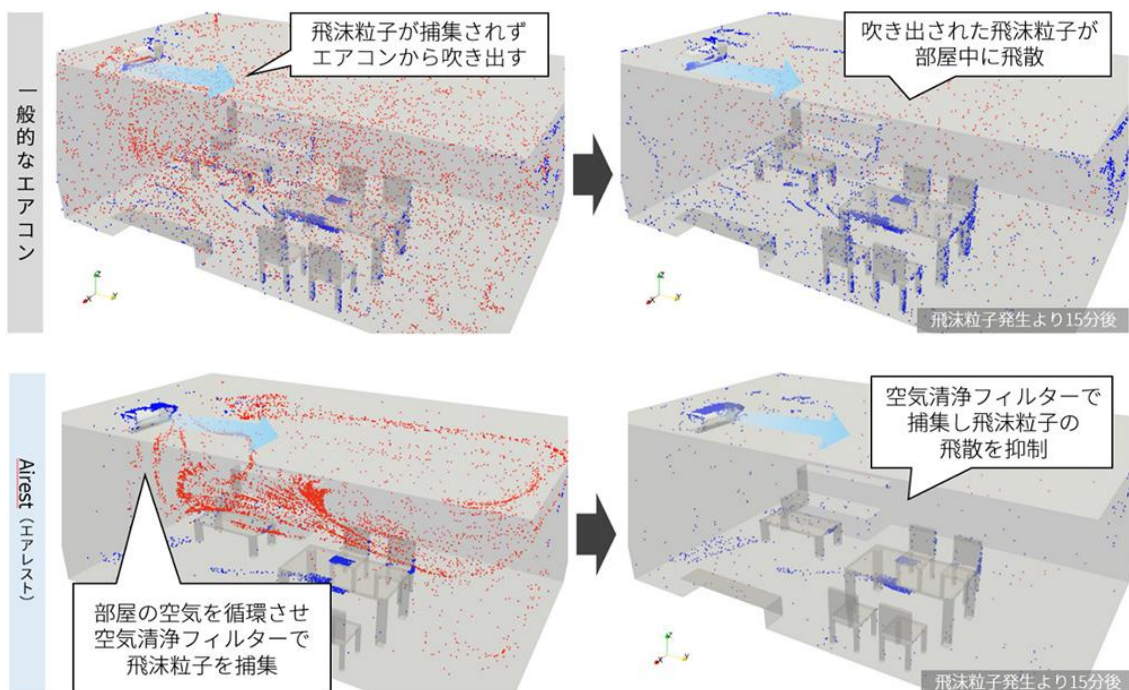 一般的なエアコン
飛沫粒子が捕集されず
エアコンから吹き出す
吹き出された飛沫粒子が
部屋中に飛散
飛沫粒子発生より15分後
Airest（エアレスト）
部屋の空気を循環させ
空気清浄フィルターで
飛沫粒子を捕集
空気清浄フィルターで
捕集し飛沫粒子の
飛散を抑制
飛沫粒子発生より15分後